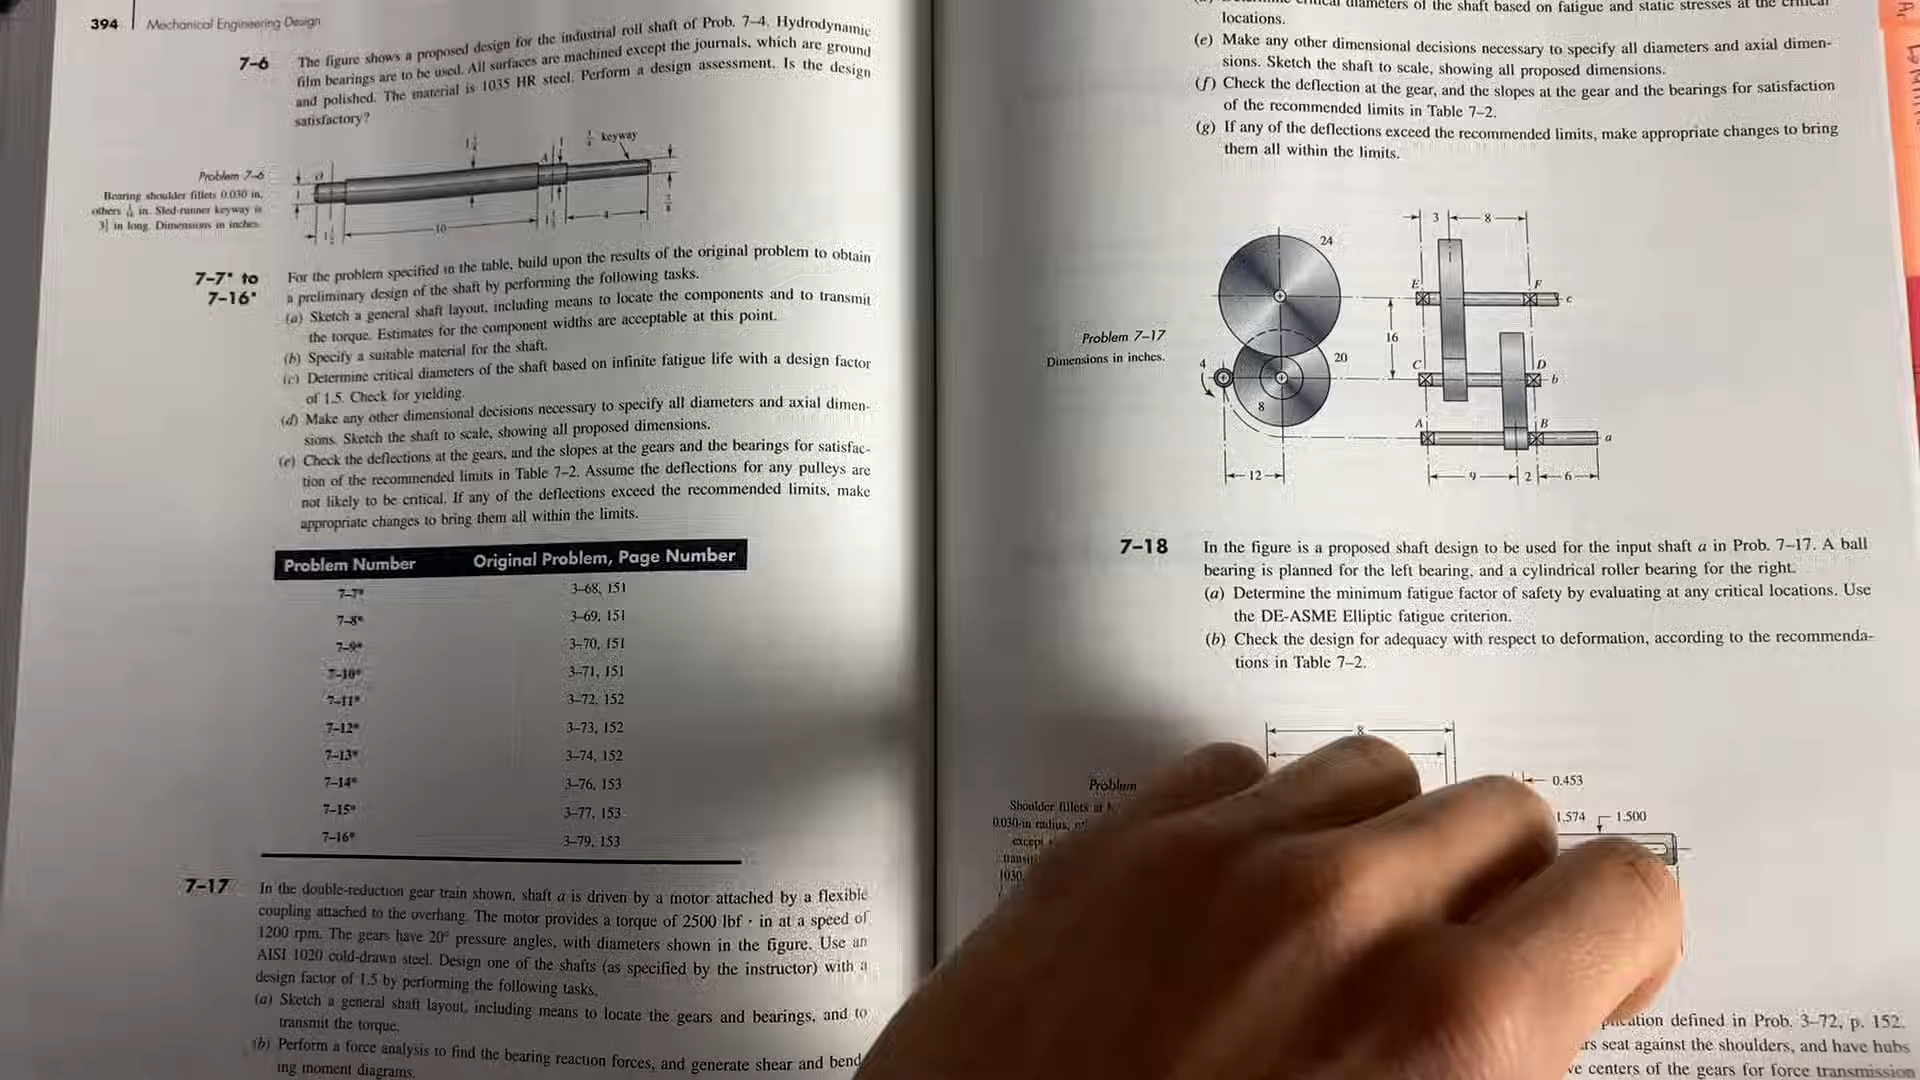 394 Mechanical Engineering Design
7–6 The figure shows a proposed design for the industrial roll shaft of Prob. 7–4. Hydrodynamic
film bearings are to be used. All surfaces are machined except the journals, which are ground
and polished. The material is 1035 HR steel. Perform a design assessment. Is the design
satisfactory?
keyway
Problem 7–6
Bearing shoulder fillets 0.030 in,
others in. Sled-runner keyway is
in long. Dimensions in inches.
10
4
7–7* to
7–16*
For the problem specified in the table, build upon the results of the original problem to obtain
a preliminary design of the shaft by performing the following tasks.
(a) Sketch a general shaft layout, including means to locate the components and to transmit
the torque. Estimates for the component widths are acceptable at this point.
(b) Specify a suitable material for the shaft.
(c) Determine critical diameters of the shaft based on infinite fatigue life with a design factor
of 1.5. Check for yielding.
(d) Make any other dimensional decisions necessary to specify all diameters and axial dimen-
sions. Sketch the shaft to scale, showing all proposed dimensions.
(e) Check the deflections at the gears, and the slopes at the gears and the bearings for satisfac-
tion of the recommended limits in Table 7–2. Assume the deflections for any pulleys are
not likely to be critical. If any of the deflections exceed the recommended limits, make
appropriate changes to bring them all within the limits.
Problem Number Original Problem, Page Number
7–7* 3–68, 151
7–8* 3–69, 151
7–9* 3–70, 151
7–10* 3–71, 151
7–11* 3–72, 152
7–12* 3–73, 152
7–13* 3–74, 152
7–14* 3–76, 153
7–15* 3–77, 153
7–16* 3–79, 153
7–17 In the double-reduction gear train shown, shaft a is driven by a motor attached by a flexible
coupling attached to the overhang. The motor provides a torque of 2500 lbf · in at a speed of
1200 rpm. The gears have 20° pressure angles, with diameters shown in the figure. Use an
AISI 1020 cold-drawn steel. Design one of the shafts (as specified by the instructor) with a
design factor of 1.5 by performing the following tasks.
(a) Sketch a general shaft layout, including means to locate the gears and bearings, and to
transmit the torque.
(b) Perform a force analysis to find the bearing reaction forces, and generate shear and bend-
ing moment diagrams.
critical diameters of the shaft based on fatigue and static stresses at the critical
locations.
(e) Make any other dimensional decisions necessary to specify all diameters and axial dimen-
sions. Sketch the shaft to scale, showing all proposed dimensions.
(f) Check the deflection at the gear, and the slopes at the gear and the bearings for satisfaction
of the recommended limits in Table 7–2.
(g) If any of the deflections exceed the recommended limits, make appropriate changes to bring
them all within the limits.
3 8
24
E F
c
16
Problem 7–17
Dimensions in inches.
4
20
C D
b
8
A B
a
12
9 2 6
7–18 In the figure is a proposed shaft design to be used for the input shaft a in Prob. 7–17. A ball
bearing is planned for the left bearing, and a cylindrical roller bearing for the right.
(a) Determine the minimum fatigue factor of safety by evaluating at any critical locations. Use
the DE-ASME Elliptic fatigue criterion.
(b) Check the design for adequacy with respect to deformation, according to the recommenda-
tions in Table 7–2.
8
0.453
Problem
Shoulder fillets at
0.030-in radius,
except
1030
1.574 1.500
defined in Prob. 3–72, p. 152.
seat against the shoulders, and have hubs
centers of the gears for force transmission